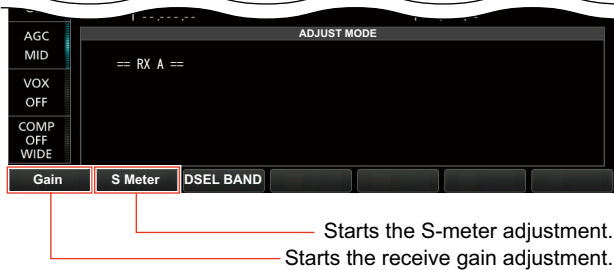 AGC
MID
ADJUST MODE
== RX A ==
VOX
OFF
COMP
OFF
WIDE
Gain
S Meter
DSEL BAND
Starts the S-meter adjustment.
Starts the receive gain adjustment.